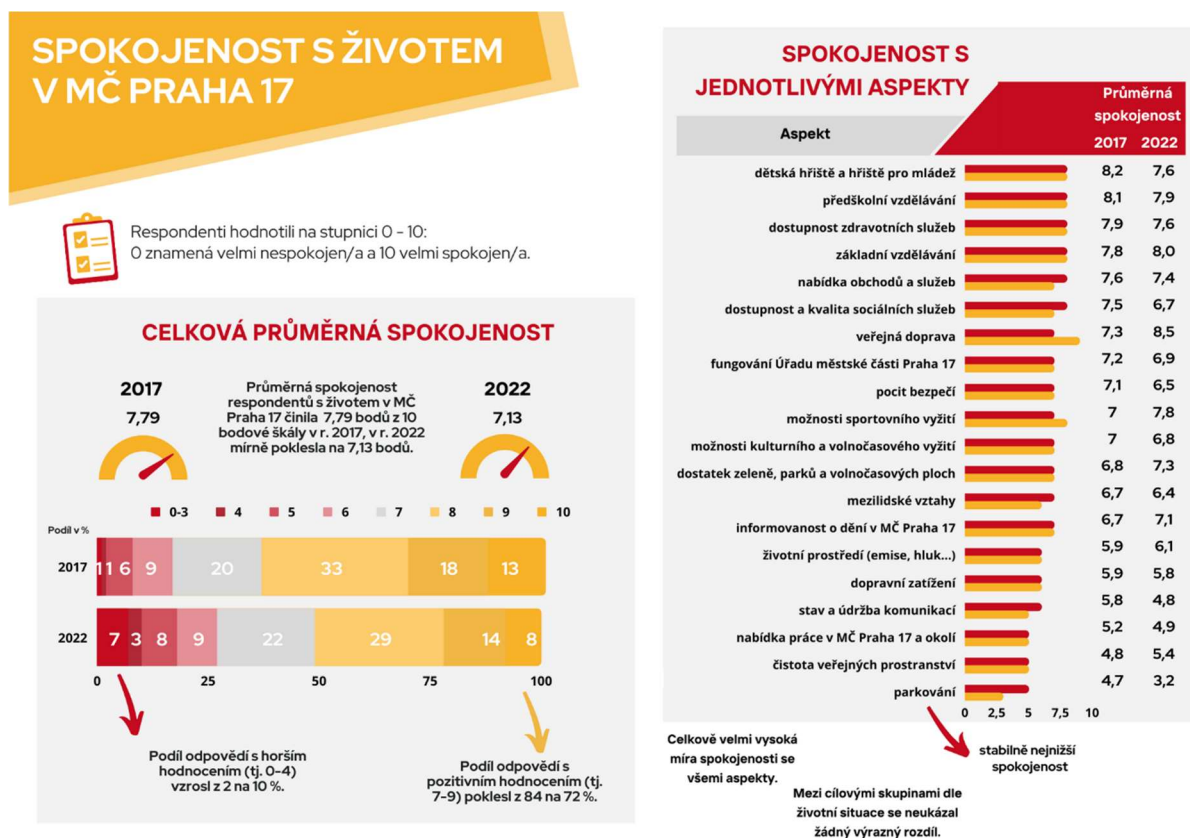 SPOKOJENOST S ŽIVOTEM
V MČ PRAHA 17
Respondenti hodnotili na stupnici 0 - 10:
0 znamená velmi nespokojen/a a 10 velmi spokojen/a.
CELKOVÁ PRŮMĚRNÁ SPOKOJENOST
2017
7,79
Průměrná spokojenost
respondentů s životem v MČ
Praha 17 činila 7,79 bodů z 10
bodové škály v r. 2017, v r. 2022
mírně poklesla na 7,13 bodů.
2022
7,13
0-3 4 5 6 7 8 9 10
Podíl v %
2017 1 1 6 9 20 33 18 13
2022 7 3 8 9 22 29 14 8
0 25 50 75 100
Podíl odpovědí s horším
hodnocením (tj. 0-4)
vzrosl z 2 na 10 %.
Podíl odpovědí s
pozitivním hodnocením (tj.
7-9) poklesl z 84 na 72 %.
SPOKOJENOST S
JEDNOTLIVÝMI ASPEKTY
Aspekt
Průměrná
spokojenost
2017 2022
dětská hřiště a hřiště pro mládež 8,2 7,6
předškolní vzdělávání 8,1 7,9
dostupnost zdravotních služeb 7,9 7,6
základní vzdělávání 7,8 8,0
nabídka obchodů a služeb 7,6 7,4
dostupnost a kvalita sociálních služeb 7,5 6,7
veřejná doprava 7,3 8,5
fungování Úřadu městské části Praha 17 7,2 6,9
pocit bezpečí 7,1 6,5
možnosti sportovního vyžití 7 7,8
možnosti kulturního a volnočasového vyžití 7 6,8
dostatek zeleně, parků a volnočasových ploch 6,8 7,3
mezilidské vztahy 6,7 6,4
informovanost o dění v MČ Praha 17 6,7 7,1
životní prostředí (emise, hluk...) 5,9 6,1
dopravní zatížení 5,9 5,8
stav a údržba komunikací 5,8 4,8
nabídka práce v MČ Praha 17 a okolí 5,2 4,9
čistota veřejných prostranství 4,8 5,4
parkování 4,7 3,2
0 2,5 5 7,5 10
Celkově velmi vysoká
míra spokojenosti se
všemi aspekty.
stabilně nejnižší
spokojenost
Mezi cílovými skupinami dle
životní situace se neukázal
žádný výrazný rozdíl.